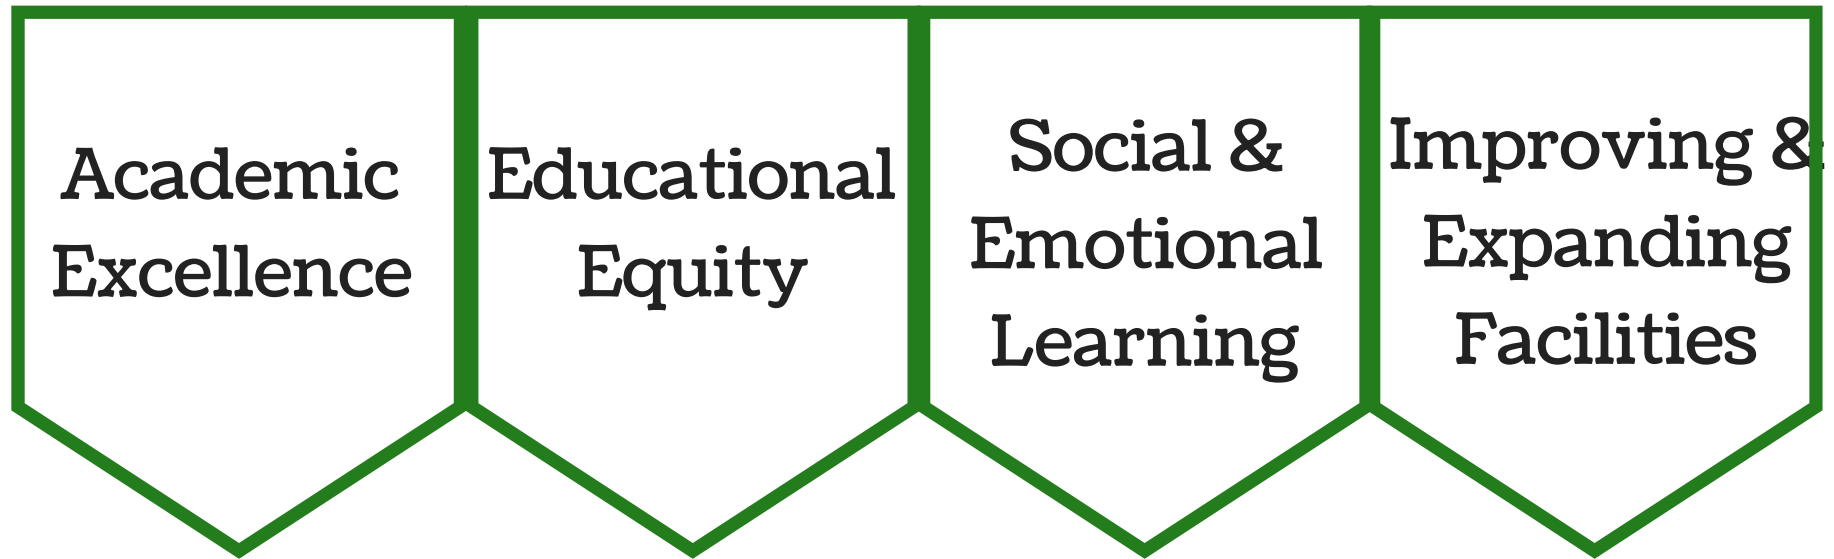 Academic
Excellence
Educational
Equity
Social &
Emotional
Learning
Improving &
Expanding
Facilities